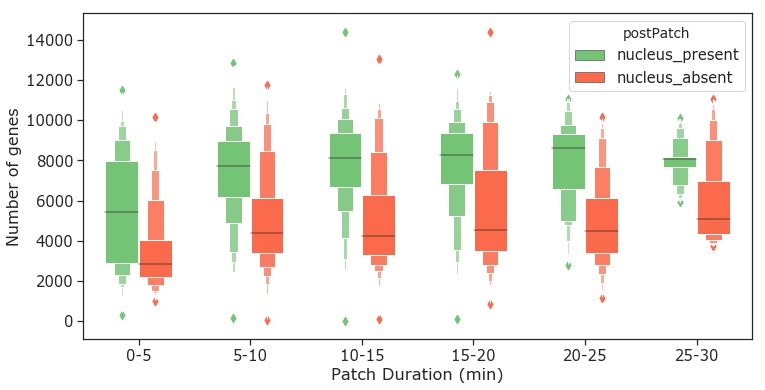 postPatch
nucleus_present
nucleus_absent
Number of genes
14000
12000
10000
8000
6000
4000
2000
0
0-5 5-10 10-15 15-20 20-25 25-30
Patch Duration (min)